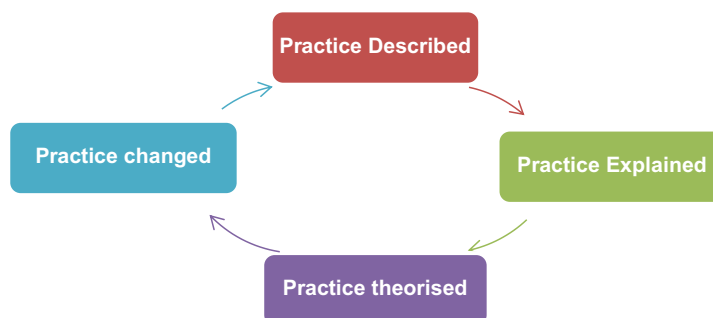 Practice Described
Practice Explained
Practice theorised
Practice changed